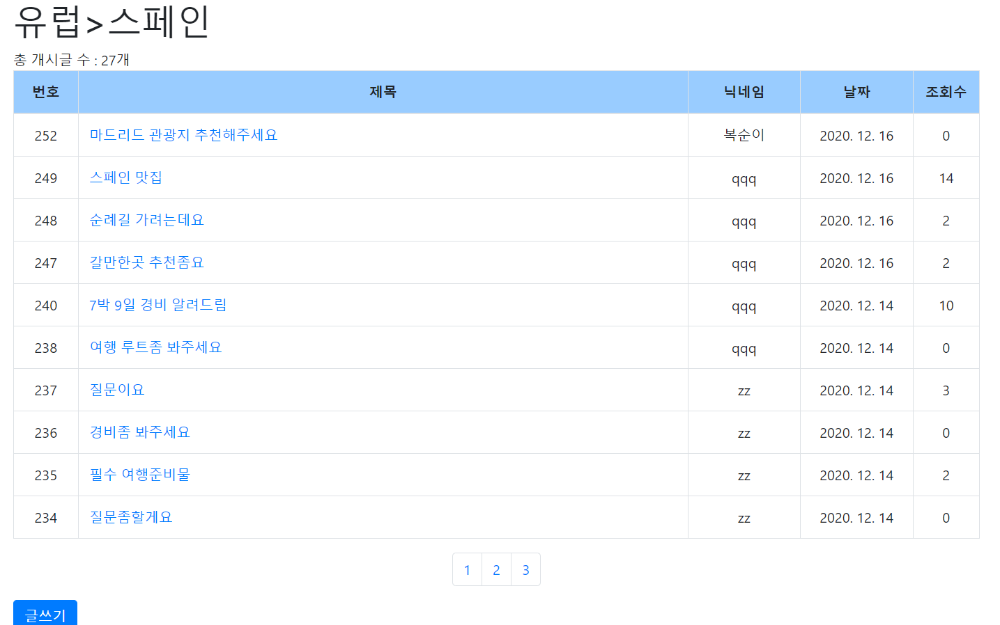 유럽>스페인
총 개시글 수 : 27개
번호 제목 닉네임 날짜 조회수
252 마드리드 관광지 추천해주세요 복순이 2020. 12. 16 0
249 스페인 맛집 qqq 2020. 12. 16 14
248 순례길 가려는데요 qqq 2020. 12. 16 2
247 갈만한곳 추천좀요 qqq 2020. 12. 16 2
240 7박 9일 경비 알려드림 qqq 2020. 12. 14 10
238 여행 루트좀 봐주세요 qqq 2020. 12. 14 0
237 질문이요 zz 2020. 12. 14 3
236 경비좀 봐주세요 zz 2020. 12. 14 0
235 필수 여행준비물 zz 2020. 12. 14 2
234 질문좀할게요 zz 2020. 12. 14 0
1 2 3
글쓰기